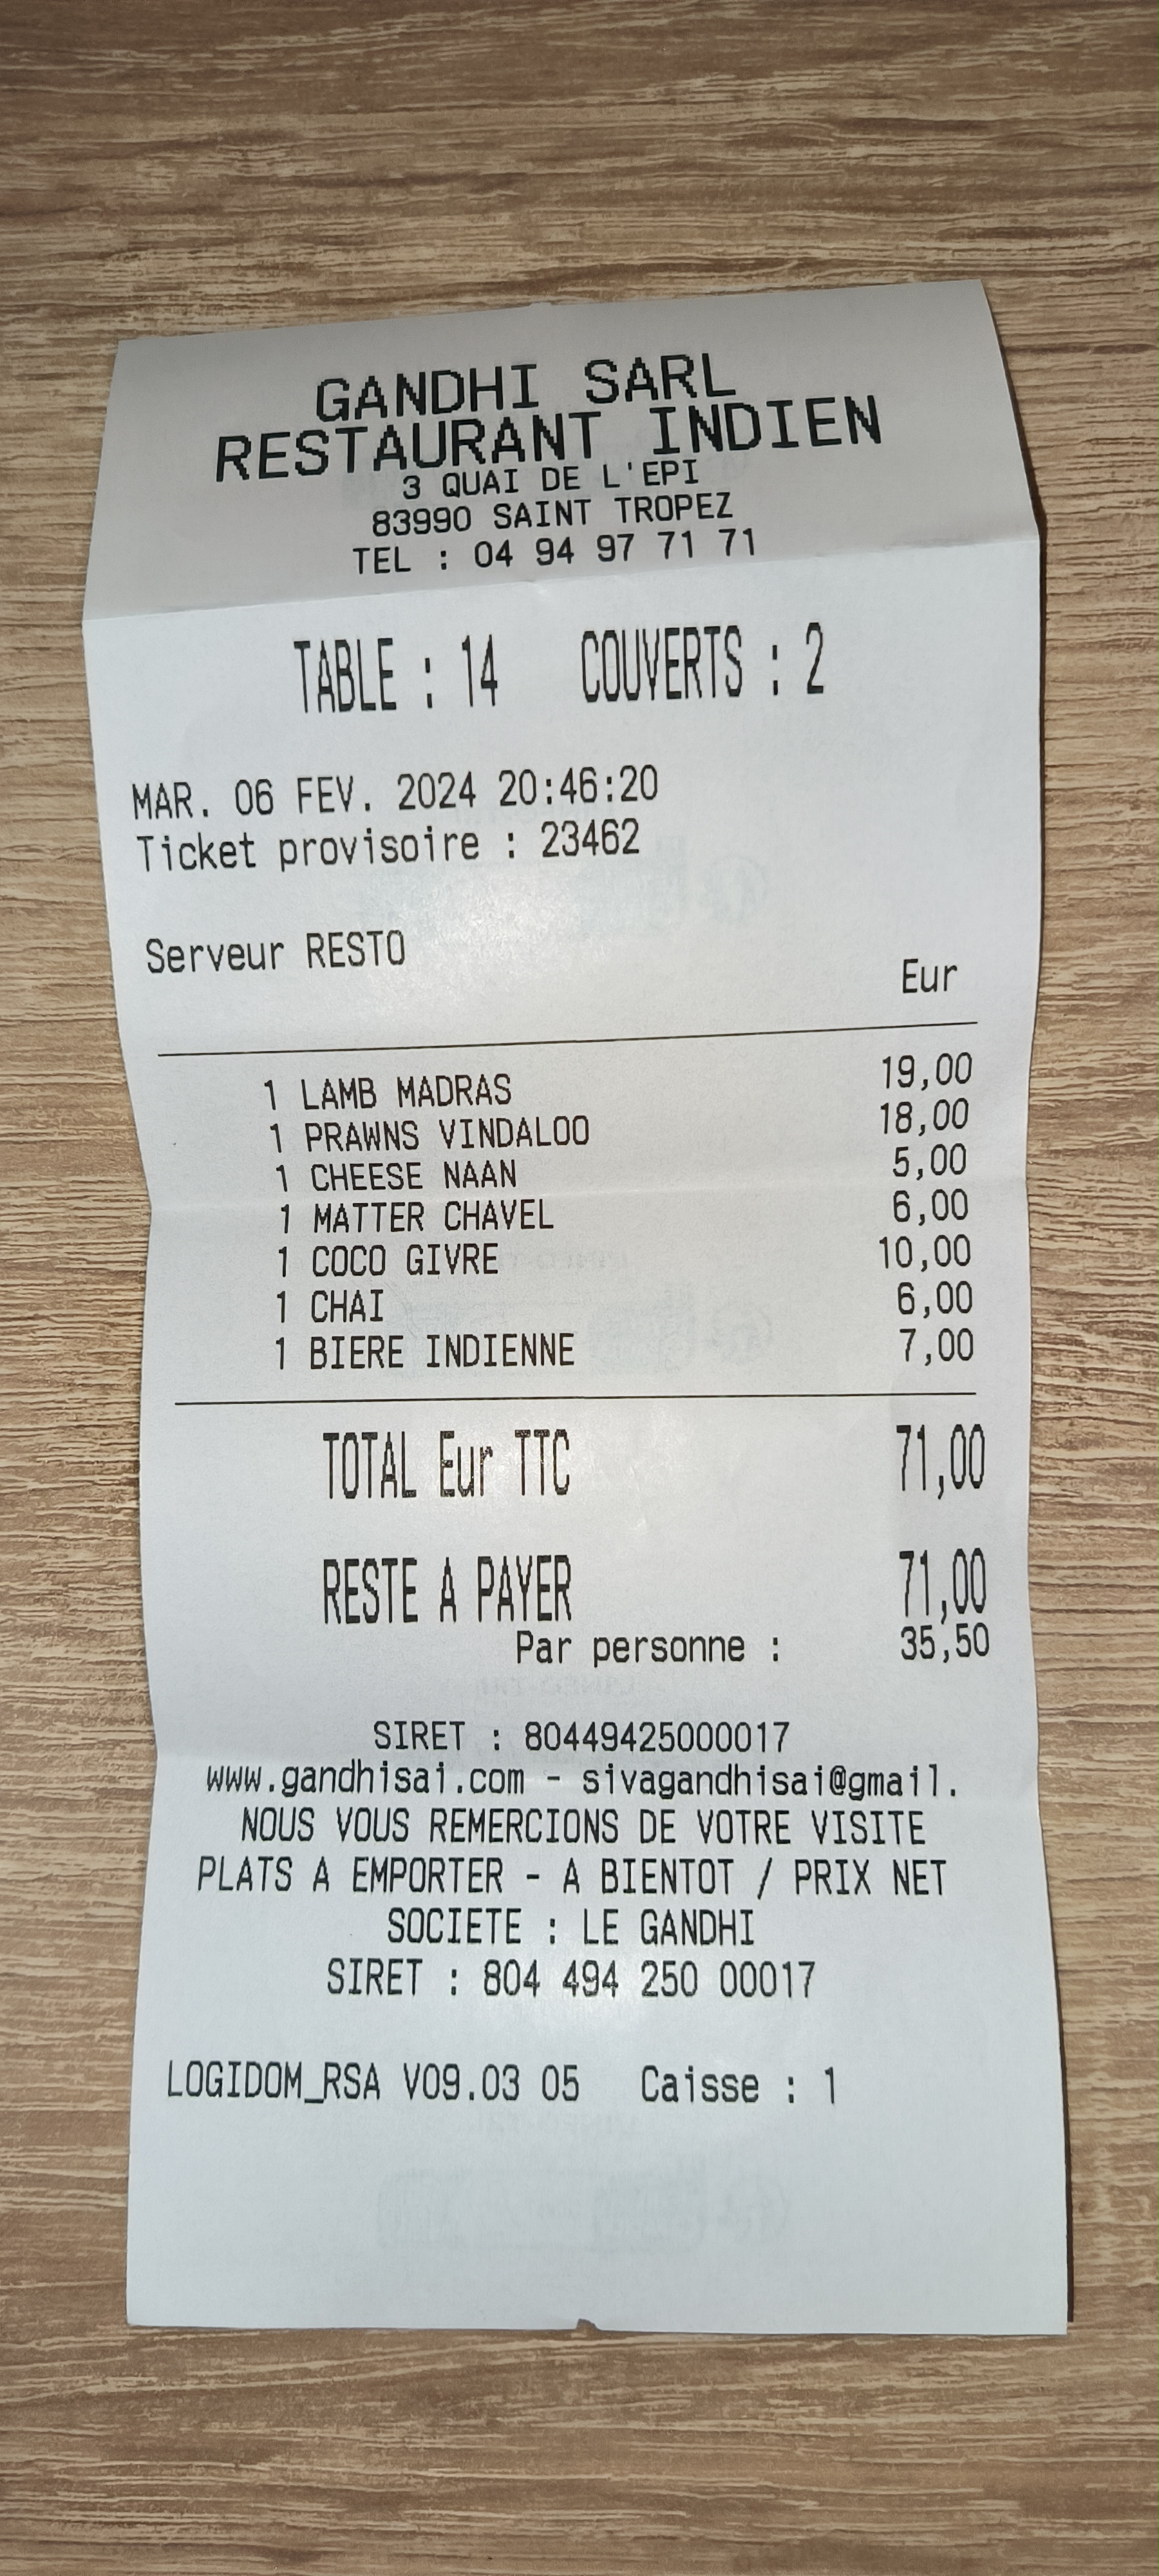 GANDHI SARL
RESTAURANT INDIEN
3 QUAI DE L'EPI
83990 SAINT TROPEZ
TEL : 04 94 97 71 71
TABLE : 14 COUVERTS : 2
MAR. 06 FEV. 2024 20:46:20
Ticket provisoire : 23462
Serveur RESTO
Eur
1 LAMB MADRAS 19,00
1 PRAWNS VINDALOO 18,00
1 CHEESE NAAN 5,00
1 MATTER CHAVEL 6,00
1 COCO GIVRE 10,00
1 CHAI 6,00
1 BIERE INDIENNE 7,00
TOTAL Eur TTC 71,00
RESTE A PAYER 71,00
Par personne : 35,50
SIRET : 80449425000017
www.gandhisai.com - sivagandhisai@gmail.
NOUS VOUS REMERCIONS DE VOTRE VISITE
PLATS A EMPORTER - A BIENTOT / PRIX NET
SOCIETE : LE GANDHI
SIRET : 804 494 250 00017
LOGIDOM_RSA V09.03 05 Caisse : 1